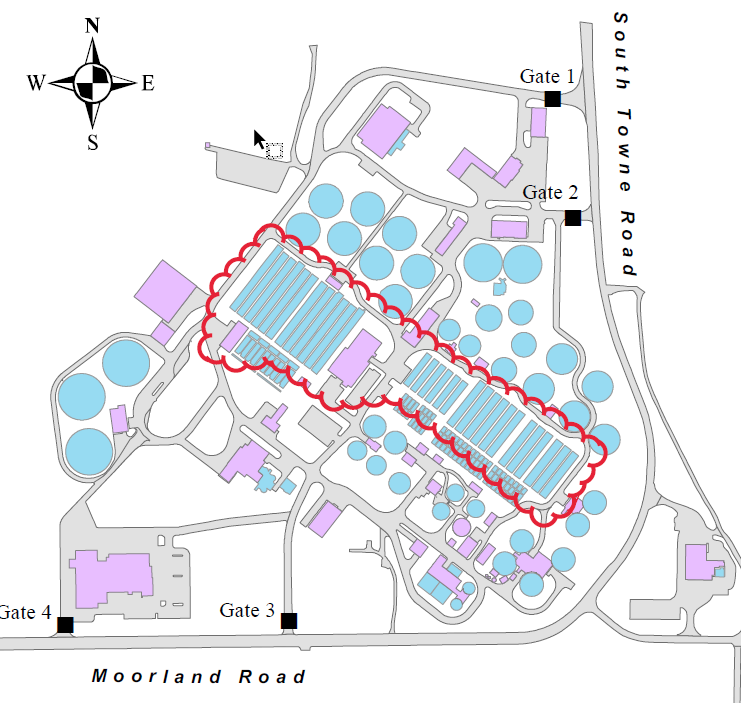 N
W E
S
Gate 1
South Towne Road
Gate 2
Gate 3
Gate 4
Moorland Road